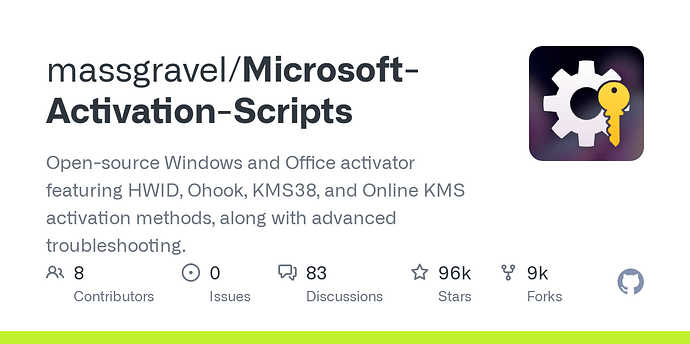 massgravel/Microsoft-
Activation-Scripts
Open-source Windows and Office activator
featuring HWID, Ohook, KMS38, and Online KMS
activation methods, along with advanced
troubleshooting.
8 0 83 96k 9k
Contributors Issues Discussions Stars Forks